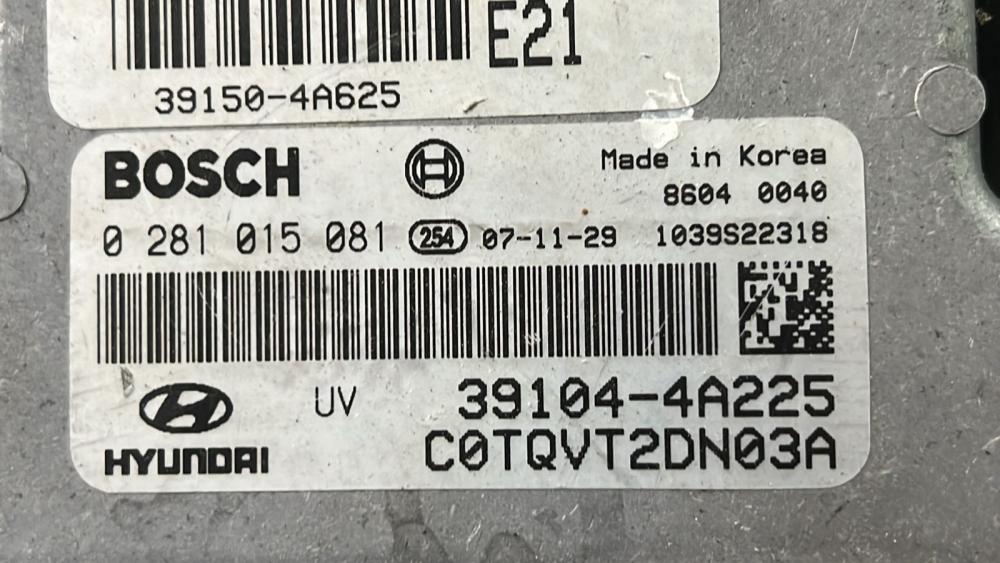 E21
39150-4A625
BOSCH
Made in Korea
8604 0040
0 281 015 081 254 07-11-29 1039S22318
UV 39104-4A225
HYUNDAI C0TQVT2DN03A